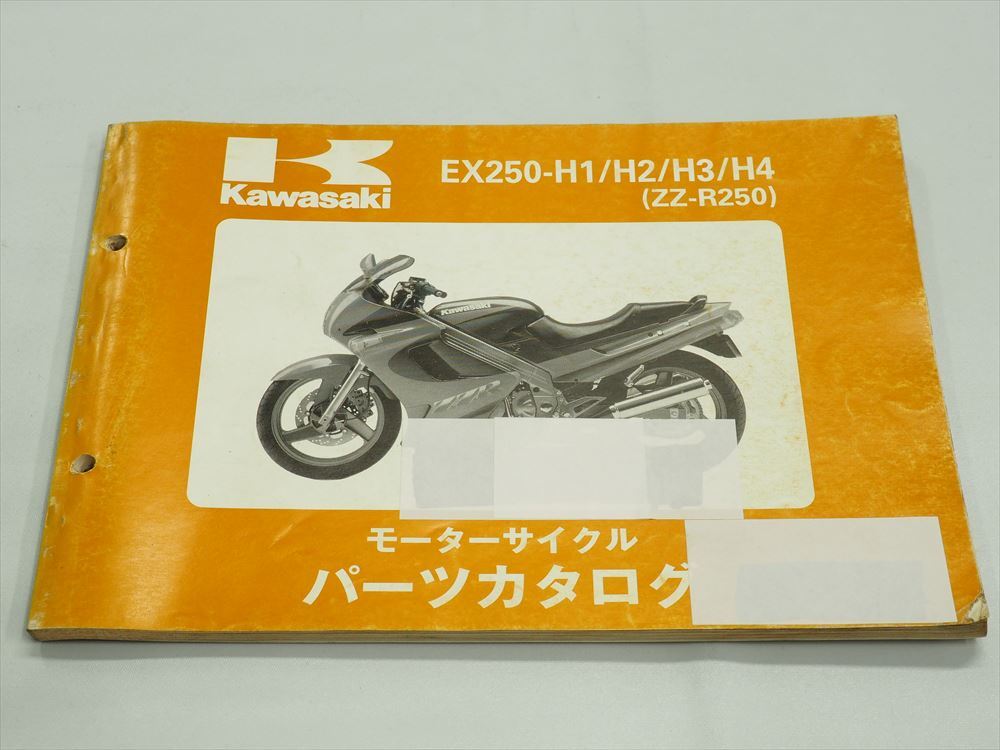 Kawasaki
EX250-H1/H2/H3/H4
(ZZ-R250)
Kawasaki
ZZR
モーターサイクル
パーツカタログ